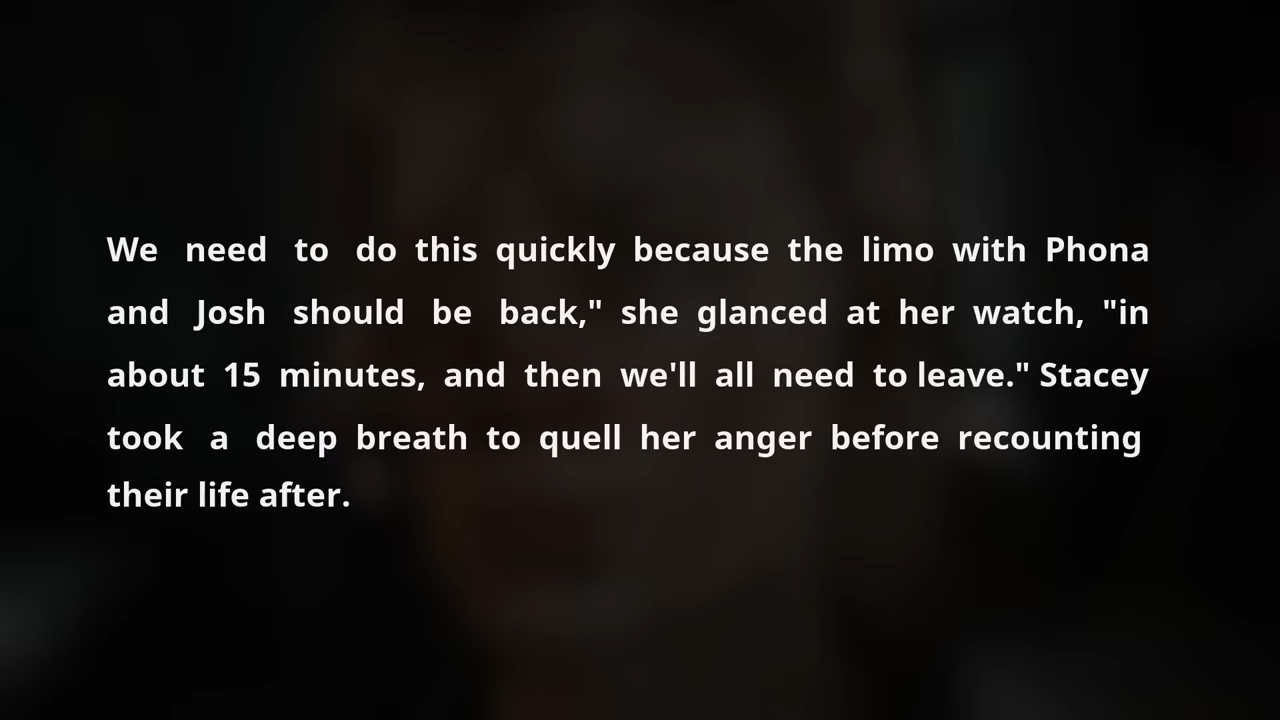 We need to do this quickly because the limo with Phona
and Josh should be back," she glanced at her watch, "in
about 15 minutes, and then we'll all need to leave." Stacey
took a deep breath to quell her anger before recounting
their life after.